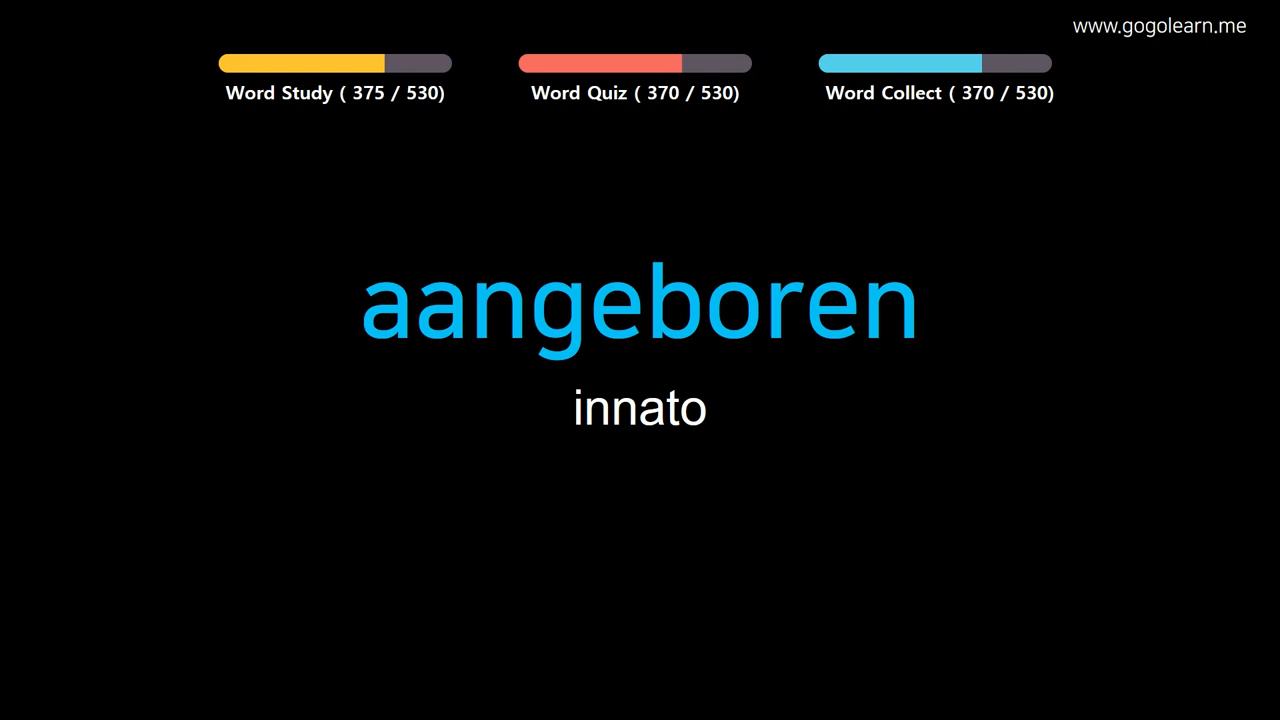 www.gogolearn.me
Word Study ( 375 / 530)
Word Quiz ( 370 / 530)
Word Collect ( 370 / 530)
aangeboren
innato